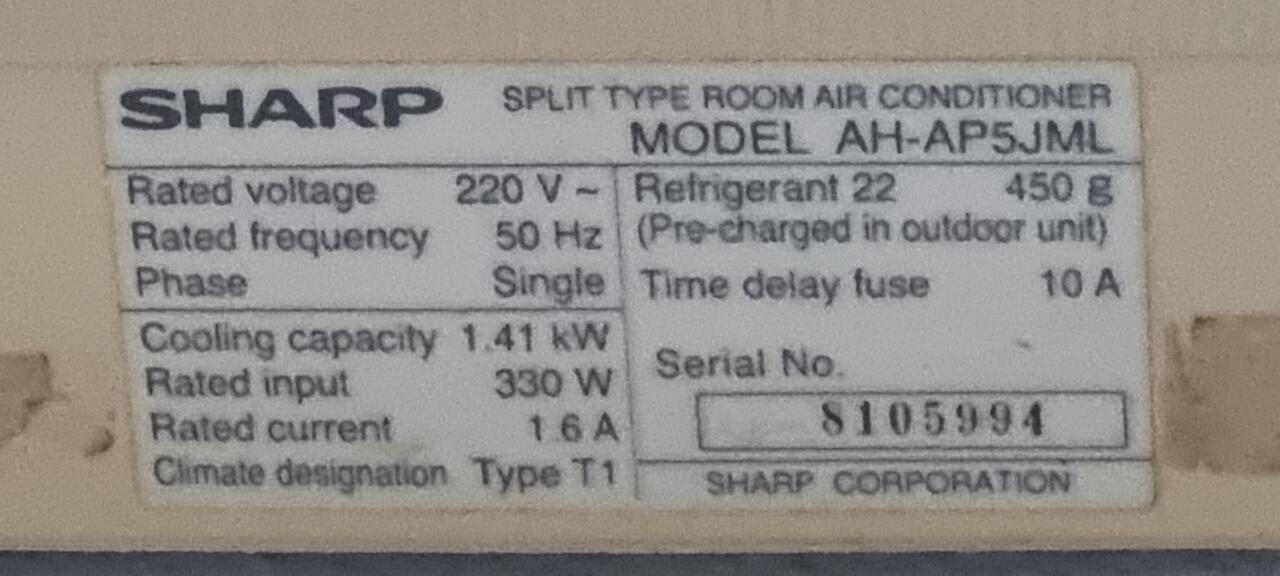 SHARP SPLIT TYPE ROOM AIR CONDITIONER
MODEL AH-AP5JML
Rated voltage 220 V ~
Rated frequency 50 Hz
Phase Single
Cooling capacity 1.41 kW
Rated input 330 W
Rated current 1.6 A
Climate designation Type T1
Refrigerant 22 450 g
(Pre-charged in outdoor unit)
Time delay fuse 10 A
Serial No.
8105994
SHARP CORPORATION